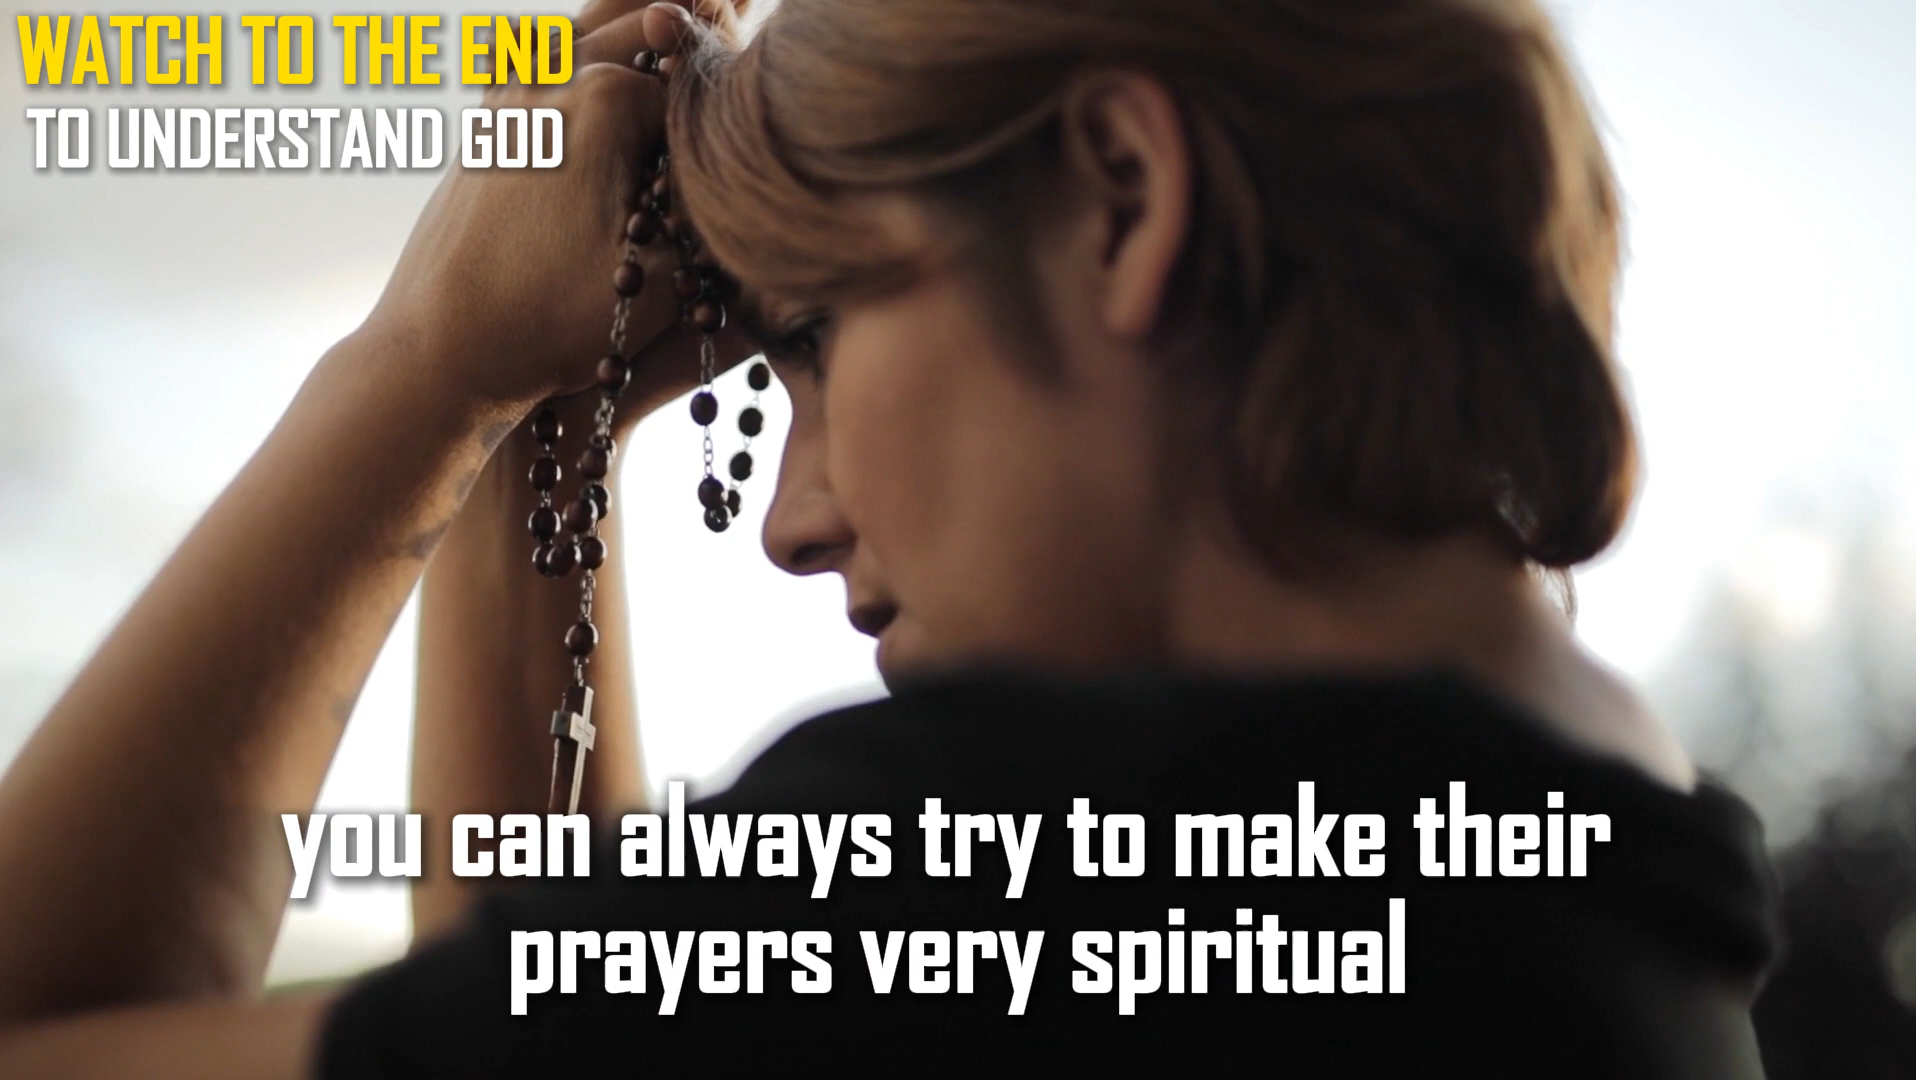 WATCH TO THE END
TO UNDERSTAND GOD
you can always try to make their
prayers very spiritual